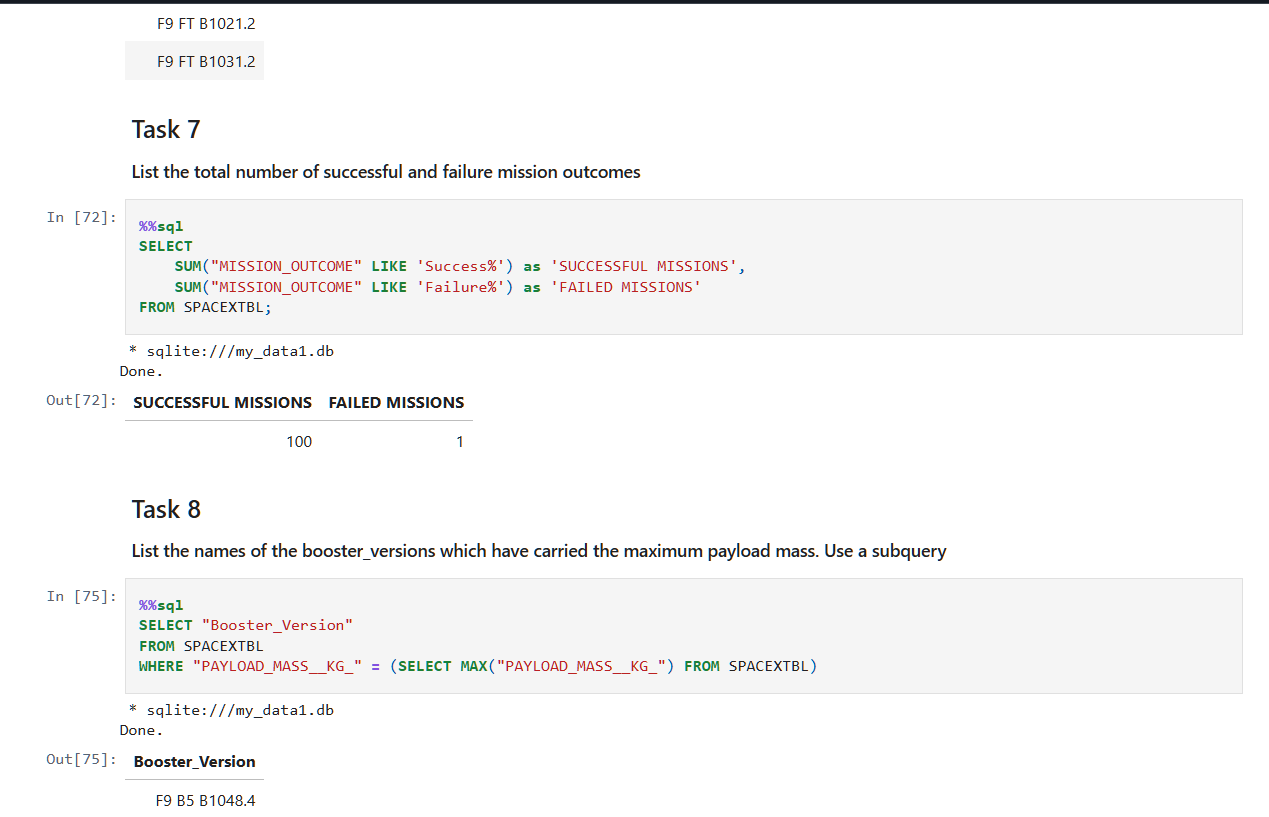 F9 FT B1021.2
F9 FT B1031.2
Task 7
List the total number of successful and failure mission outcomes
In [72]:
%%sql
SELECT
    SUM("MISSION_OUTCOME" LIKE 'Success%') as 'SUCCESSFUL MISSIONS',
    SUM("MISSION_OUTCOME" LIKE 'Failure%') as 'FAILED MISSIONS'
FROM SPACEXTBL;
* sqlite:///my_data1.db
Done.
Out[72]: SUCCESSFUL MISSIONS FAILED MISSIONS
100 1
Task 8
List the names of the booster_versions which have carried the maximum payload mass. Use a subquery
In [75]:
%%sql
SELECT "Booster_Version"
FROM SPACEXTBL
WHERE "PAYLOAD_MASS__KG_" = (SELECT MAX("PAYLOAD_MASS__KG_") FROM SPACEXTBL)
* sqlite:///my_data1.db
Done.
Out[75]: Booster_Version
F9 B5 B1048.4